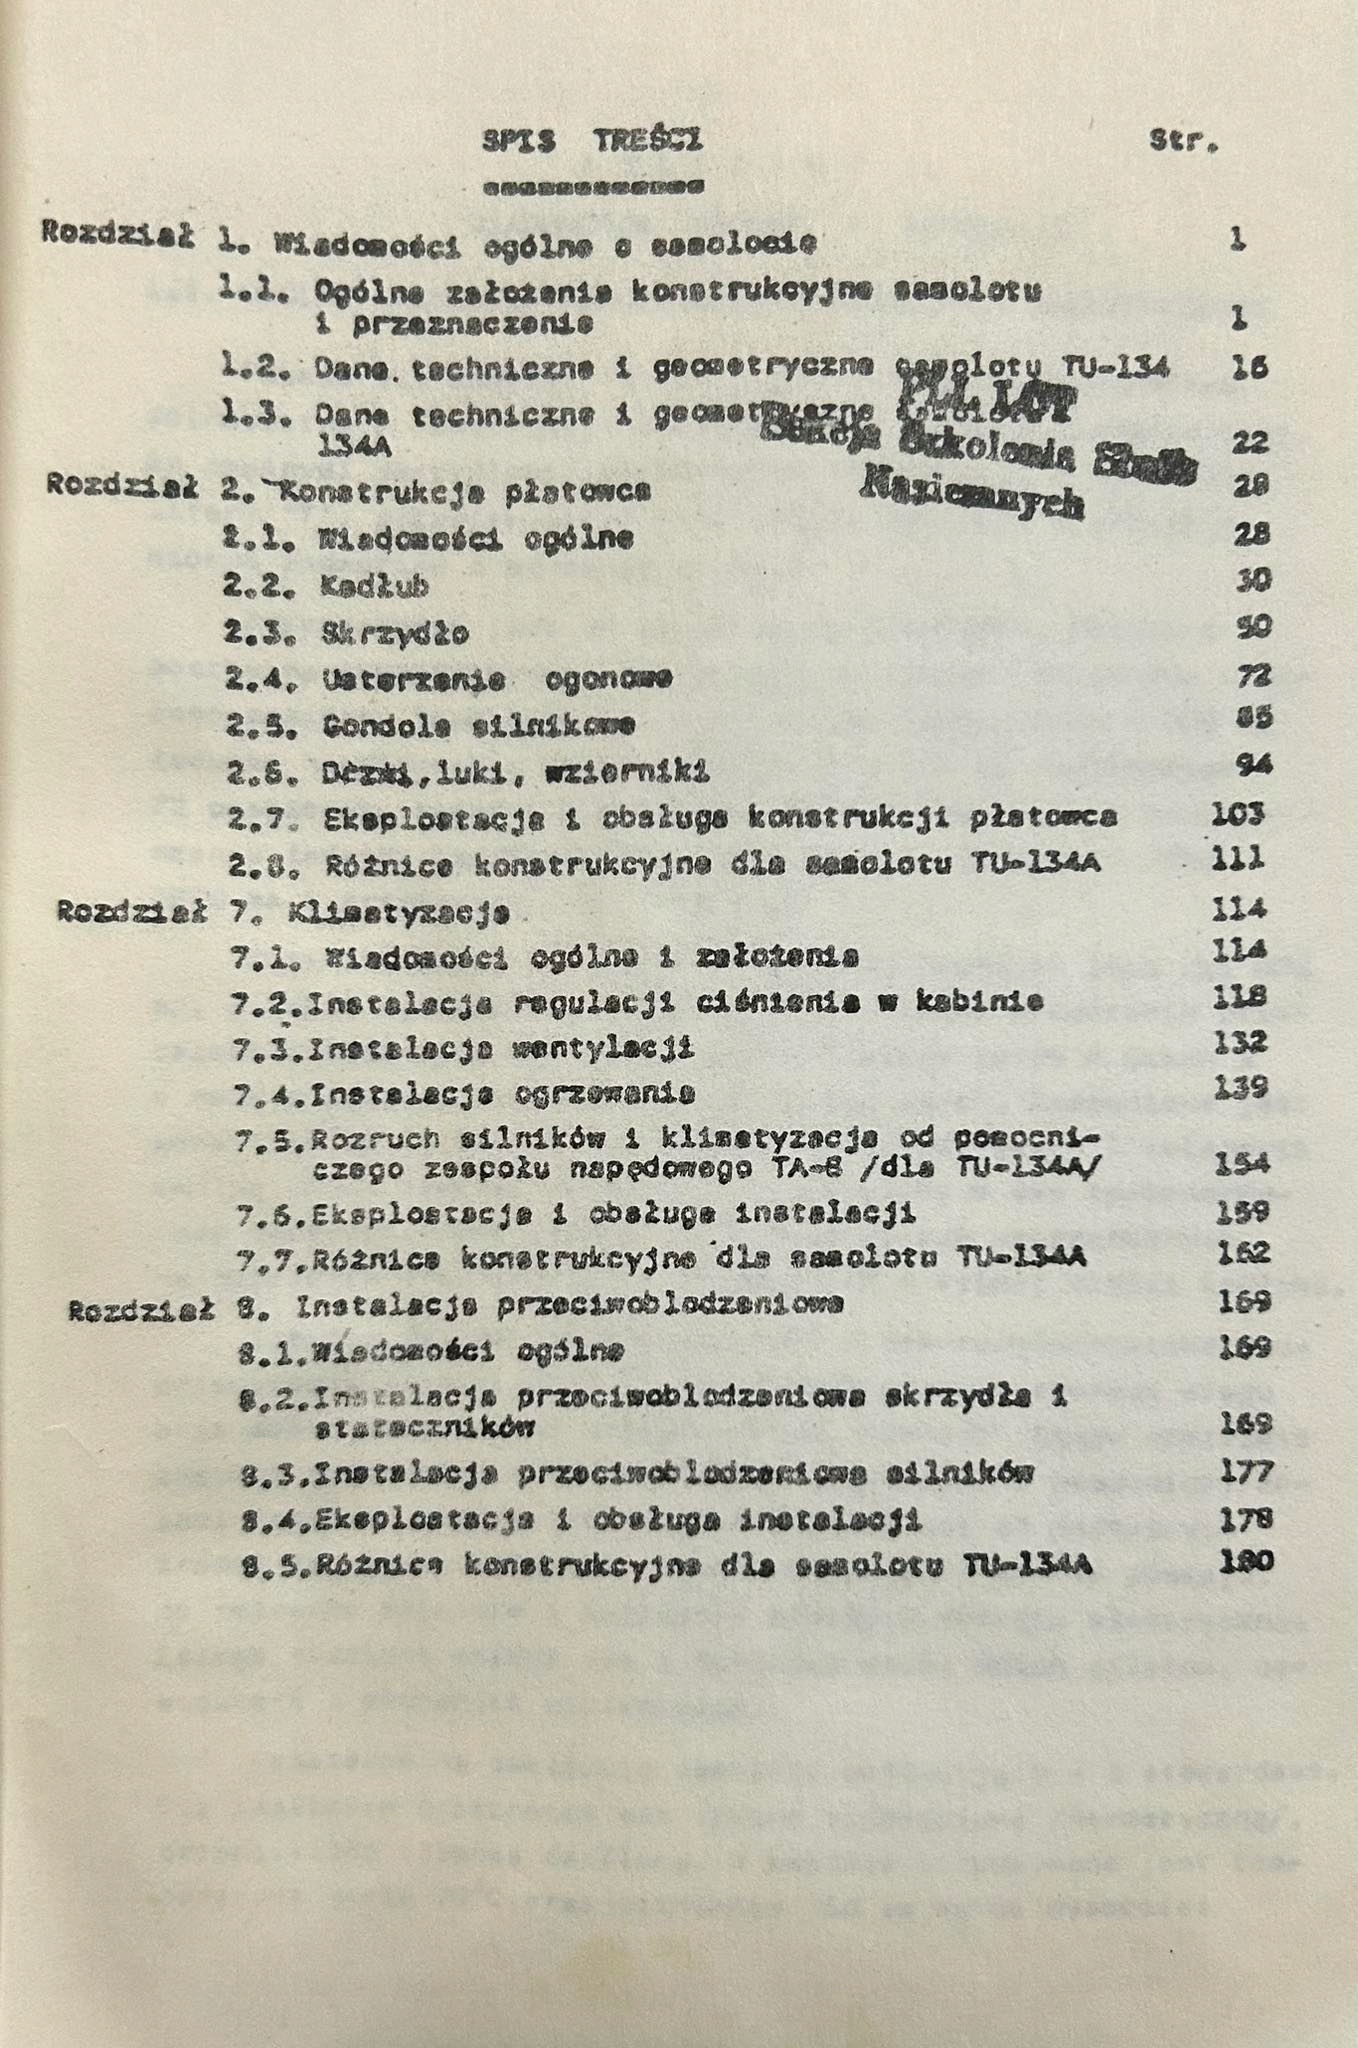 SPIS TREŚCI Str.
============
Rozdział 1. Wiadomości ogólne o samolocie 1
1.1. Ogólne założenia konstrukcyjne samolotu
i przeznaczenie 1
1.2. Dane techniczne i geometryczne samolotu TU-134 16
PLL LOT
1.3. Dane techniczne i geometryczne samolotu
Sekcja Szkolenia Służb
134A 22
Naziemnych
Rozdział 2. Konstrukcja płatowca 28
2.1. Wiadomości ogólne 28
2.2. Kadłub 30
2.3. Skrzydło 50
2.4. Usterzenie ogonowe 72
2.5. Gondole silnikowe 85
2.6. Drzwi, luki, wzierniki 94
2.7. Eksploatacja i obsługa konstrukcji płatowca 103
2.8. Różnice konstrukcyjne dla samolotu TU-134A 111
Rozdział 7. Klimatyzacja 114
7.1. Wiadomości ogólne i założenia 114
7.2.Instalacja regulacji ciśnienia w kabinie 118
7.3.Instalacja wentylacji 132
7.4.Instalacja ogrzewania 139
7.5.Rozruch silników i klimatyzacja od pomocni-
czego zespołu napędowego TA-8 /dla TU-134A/ 154
7.6.Eksploatacja i obsługa instalacji 159
7.7.Różnice konstrukcyjne dla samolotu TU-134A 162
Rozdział 8. Instalacja przeciwoblodzeniowa 169
8.1.Wiadomości ogólne 169
8.2.Instalacja przeciwoblodzeniowa skrzydła i
stateczników 169
8.3.Instalacja przeciwoblodzeniowa silników 177
8.4.Eksploatacja i obsługa instalacji 178
8.5.Różnice konstrukcyjne dla samolotu TU-134A 180